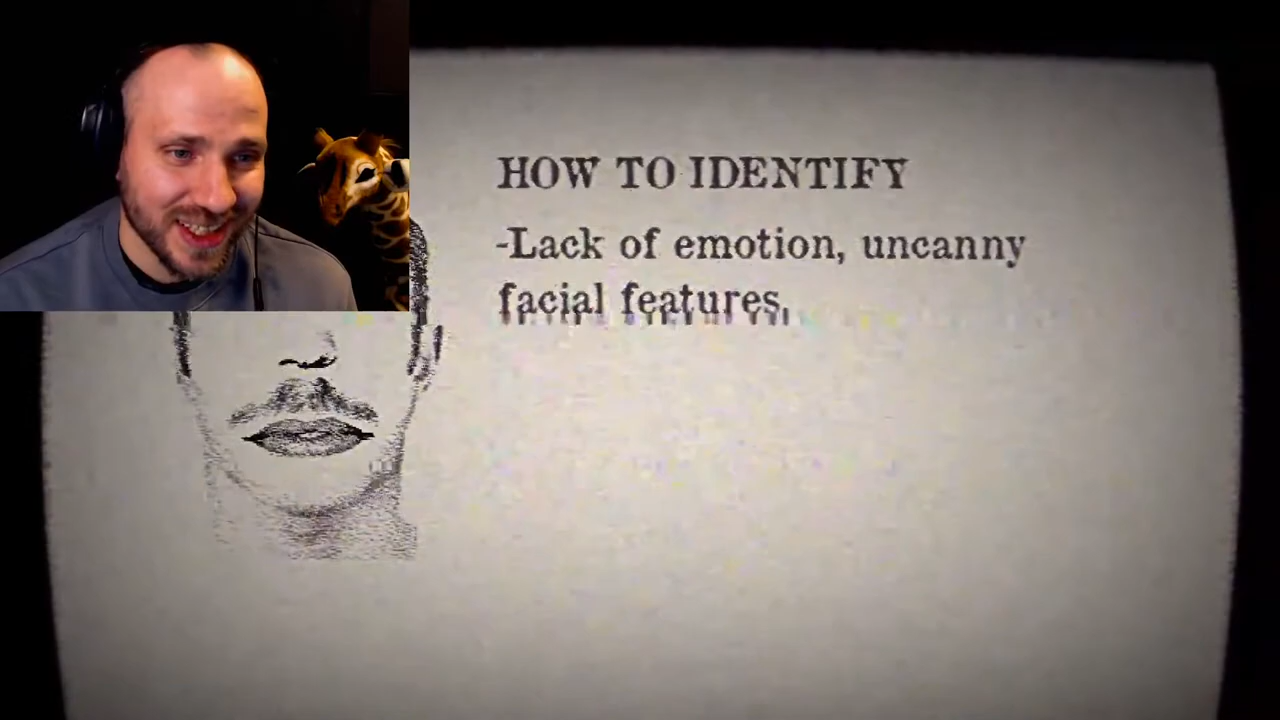 HOW TO IDENTIFY
-Lack of emotion, uncanny
facial features.